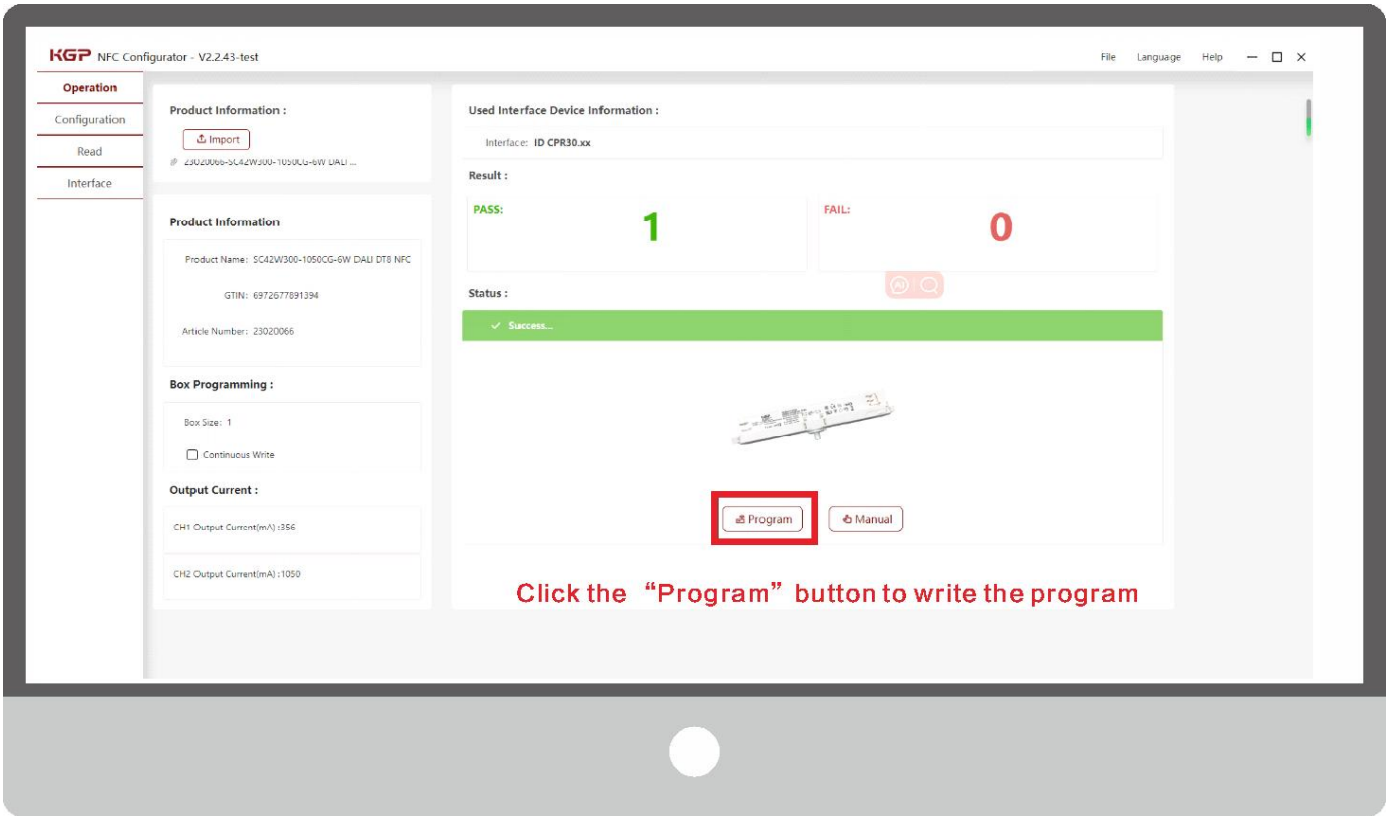 KGP NFC Configurator - V2.2.43-test
File Language Help
Operation
Configuration
Read
Interface
Product Information :
Import
23020066-SC42W300-1050CG-6W DALI ...
Product Information
Product Name: SC42W300-1050CG-6W DALI DT8 NFC
GTIN: 6972677891394
Article Number: 23020066
Box Programming :
Box Size: 1
Continuous Write
Output Current :
CH1 Output Current(mA) :356
CH2 Output Current(mA) :1050
Used Interface Device Information :
Interface: ID CPR30.xx
Result :
PASS: 1
FAIL: 0
AI
Status :
Success...
Program
Manual
Click the “Program” button to write the program